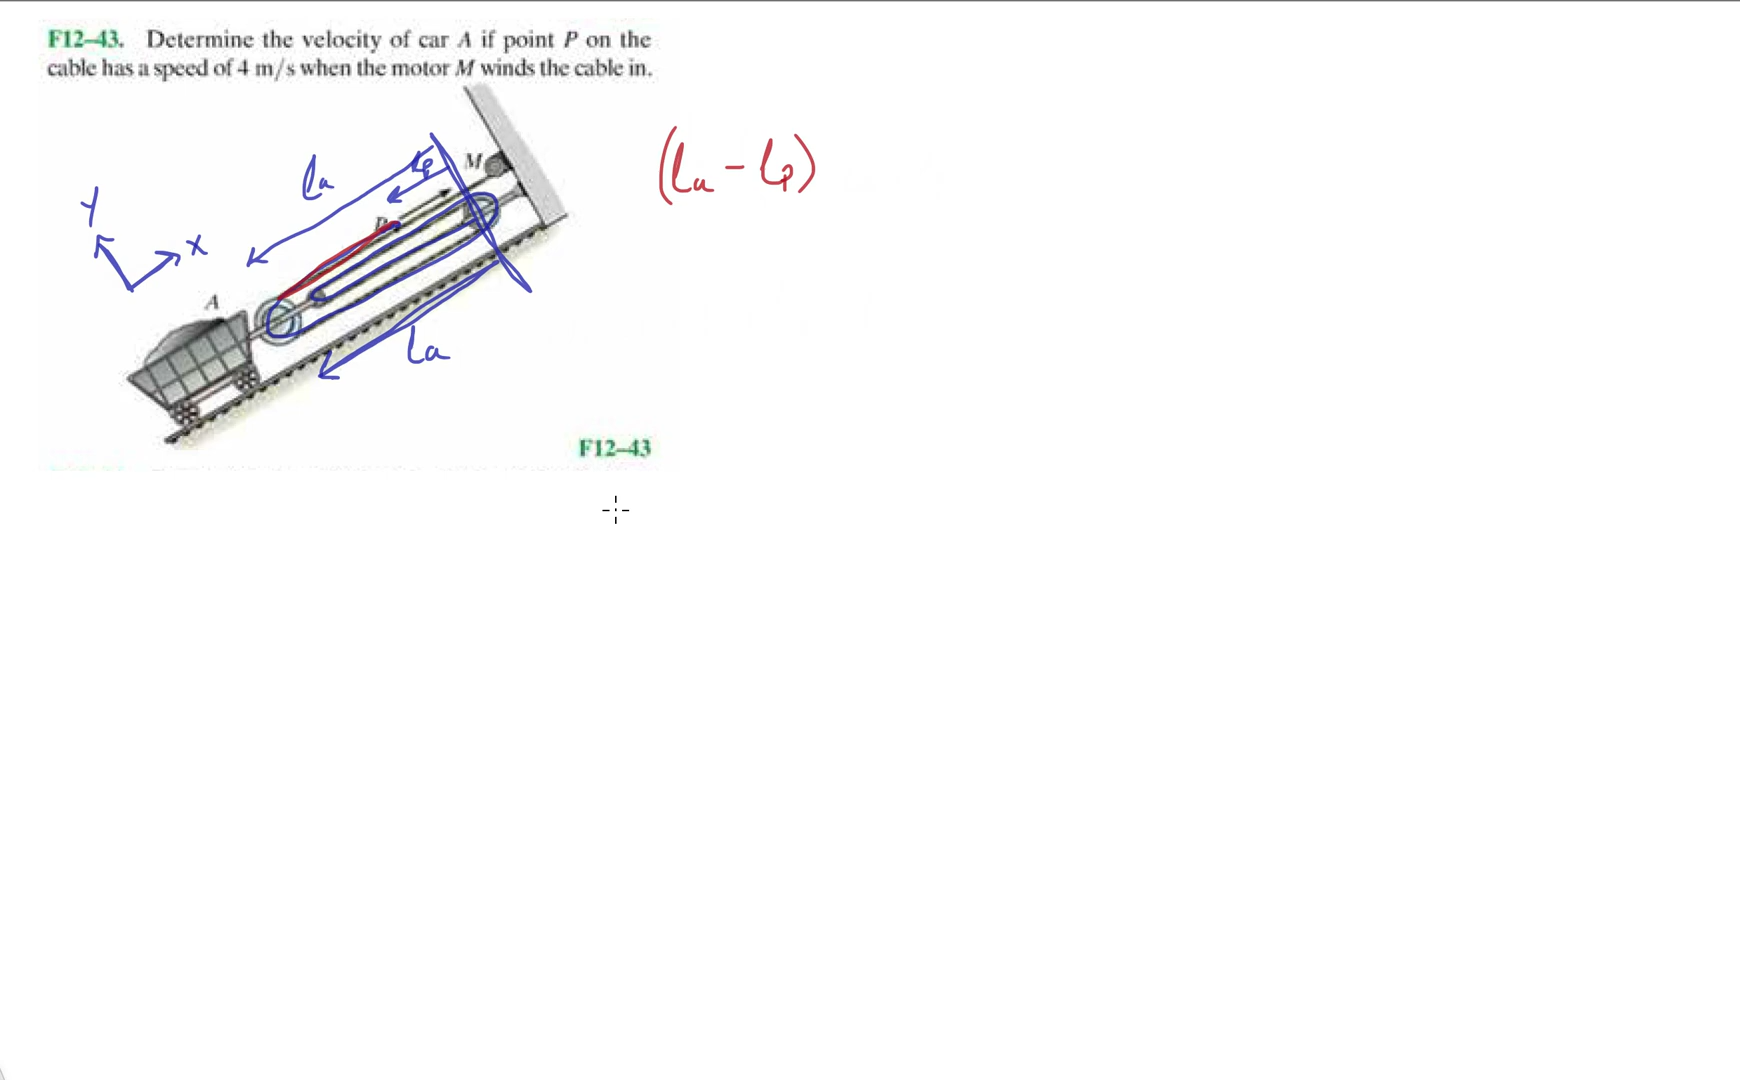 F12–43. Determine the velocity of car A if point P on the
cable has a speed of 4 m/s when the motor M winds the cable in.
(la - lp)
lp
M
la
Y
X
P
A
la
F12–43